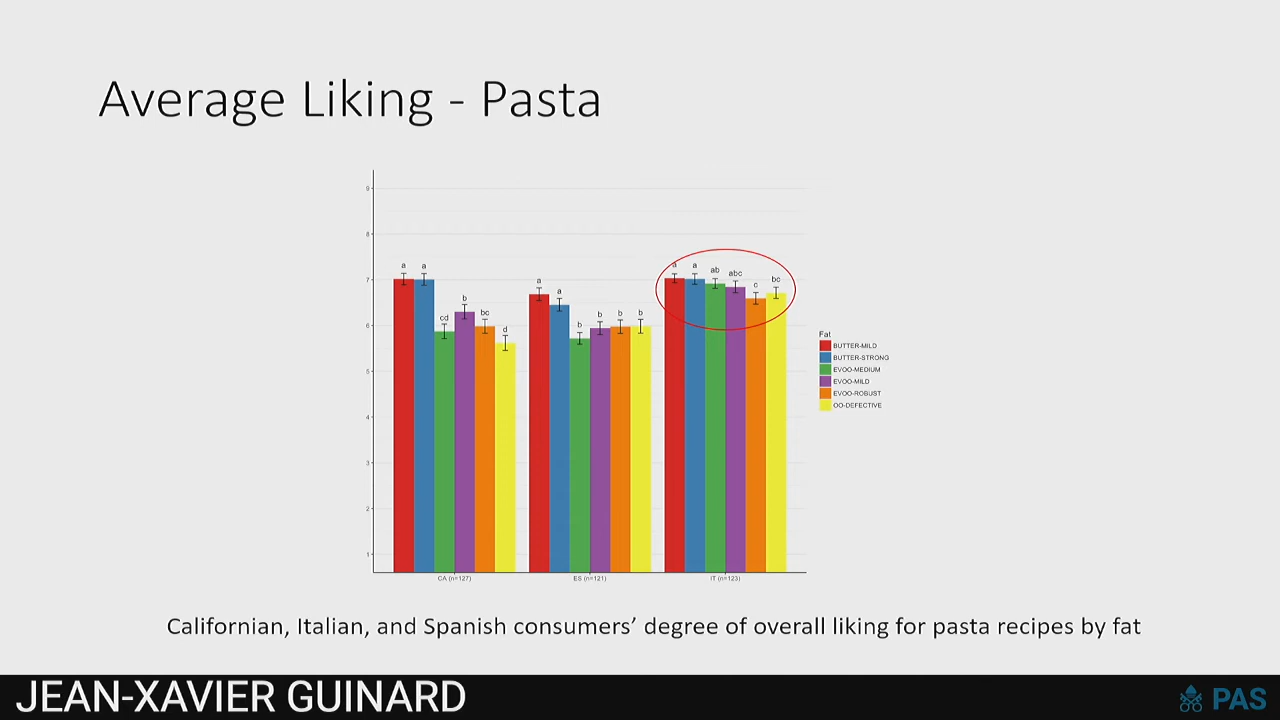 Average Liking - Pasta
9
8
7
6
5
4
3
2
1
a a cd b bc d
a a b b b b
a a ab abc c bc
CA (n=127) ES (n=121) IT (n=123)
Fat
BUTTER-MILD
BUTTER-STRONG
EVOO-MEDIUM
EVOO-MILD
EVOO-ROBUST
OO-DEFECTIVE
Californian, Italian, and Spanish consumers’ degree of overall liking for pasta recipes by fat
JEAN-XAVIER GUINARD
PAS